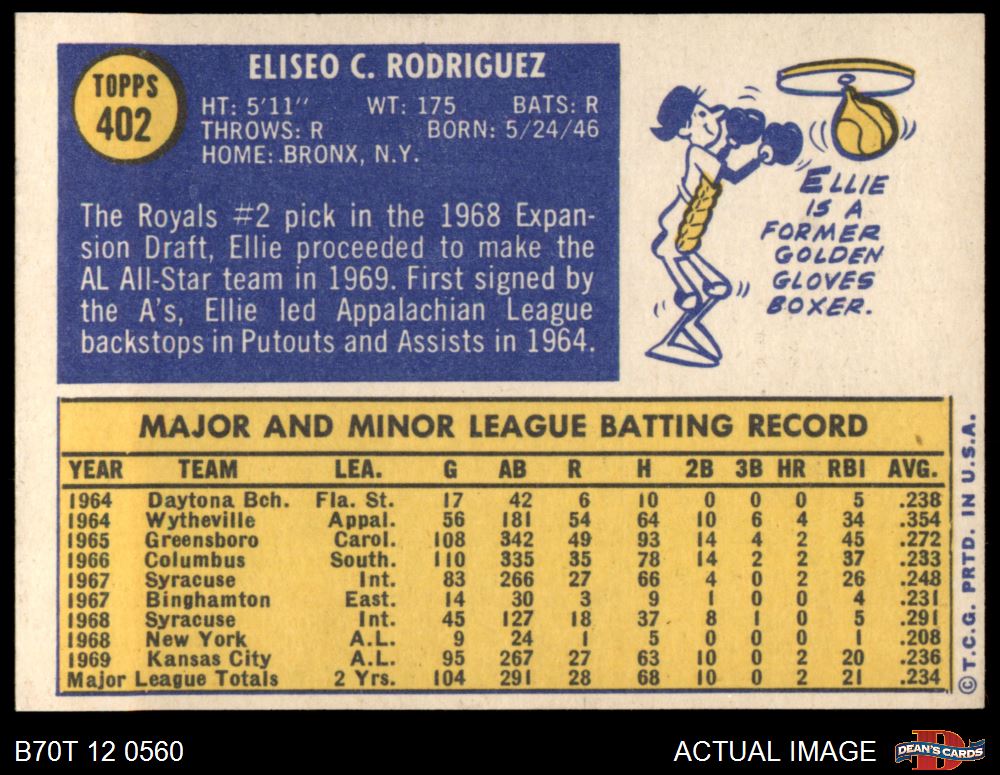 TOPPS
402
ELISEO C. RODRIGUEZ
HT: 5'11" WT: 175 BATS: R
THROWS: R BORN: 5/24/46
HOME: BRONX, N.Y.
The Royals #2 pick in the 1968 Expan-
sion Draft, Ellie proceeded to make the
AL All-Star team in 1969. First signed by
the A's, Ellie led Appalachian League
backstops in Putouts and Assists in 1964.
ELLIE
IS A
FORMER
GOLDEN
GLOVES
BOXER.
MAJOR AND MINOR LEAGUE BATTING RECORD
YEAR TEAM LEA. G AB R H 2B 3B HR RBI AVG.
1964 Daytona Bch. Fla. St. 17 42 6 10 0 0 0 5 .238
1964 Wytheville Appal. 56 181 54 64 10 6 4 34 .354
1965 Greensboro Carol. 108 342 49 93 14 4 2 45 .272
1966 Columbus South. 110 335 35 78 14 2 2 37 .233
1967 Syracuse Int. 83 266 27 66 4 0 2 26 .248
1967 Binghamton East. 14 30 3 9 1 0 0 4 .231
1968 Syracuse Int. 45 127 18 37 8 1 0 5 .291
1968 New York A.L. 9 24 1 5 0 0 0 1 .208
1969 Kansas City A.L. 95 267 27 63 10 0 2 20 .236
Major League Totals 2 Yrs. 104 291 28 68 10 0 2 21 .234
© T.C.G. PRTD. IN U.S.A.
B70T 12 0560
ACTUAL IMAGE
DEAN'S CARDS